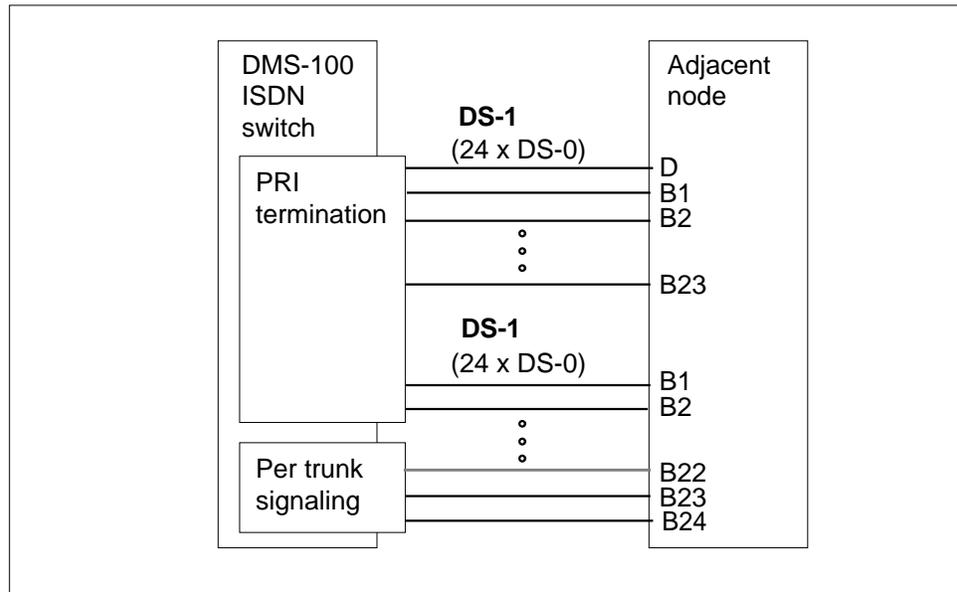 DMS-100
ISDN
switch
Adjacent
node
DS-1
(24 x DS-0)
PRI
termination
D
B1
B2
B23
DS-1
(24 x DS-0)
B1
B2
Per trunk
signaling
B22
B23
B24